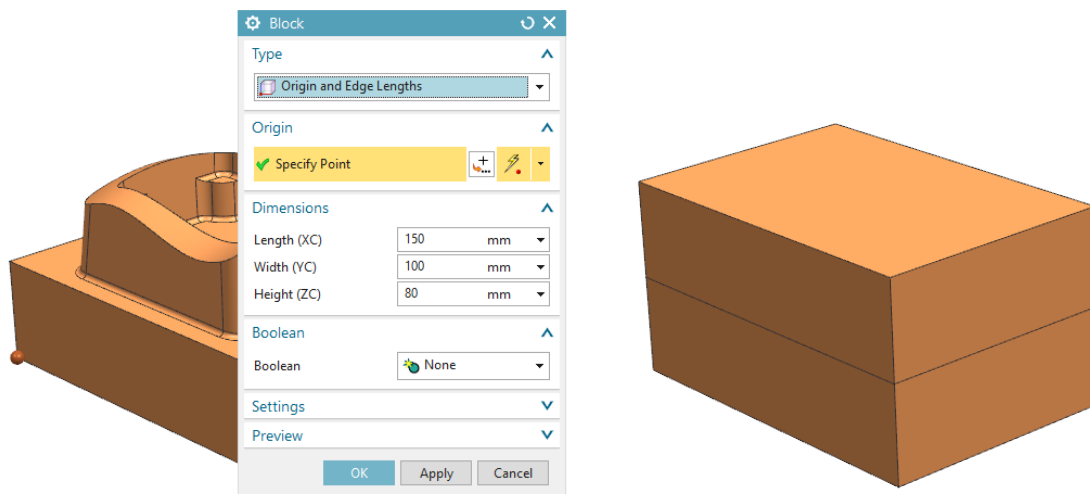 Block
Type
Origin and Edge Lengths
Origin
Specify Point
Dimensions
Length (XC) 150 mm
Width (YC) 100 mm
Height (ZC) 80 mm
Boolean
Boolean None
Settings
Preview
OK Apply Cancel